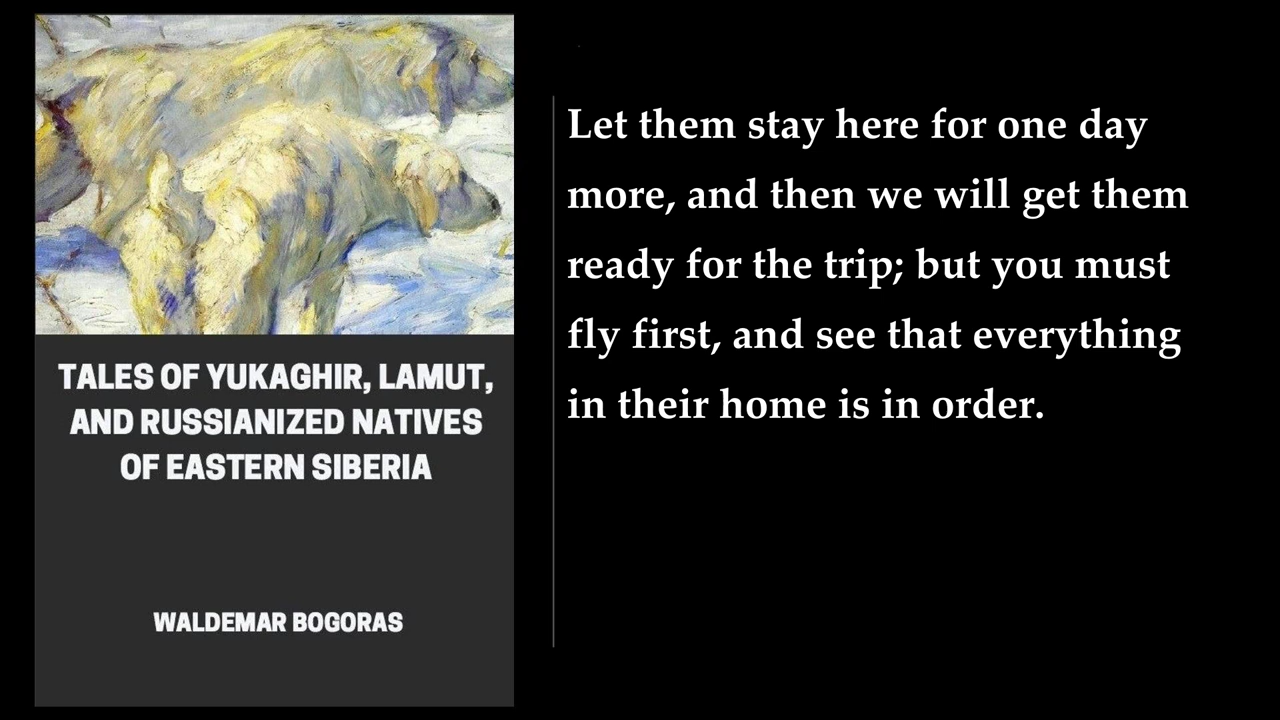 TALES OF YUKAGHIR, LAMUT,
AND RUSSIANIZED NATIVES
OF EASTERN SIBERIA
WALDEMAR BOGORAS
Let them stay here for one day
more, and then we will get them
ready for the trip; but you must
fly first, and see that everything
in their home is in order.